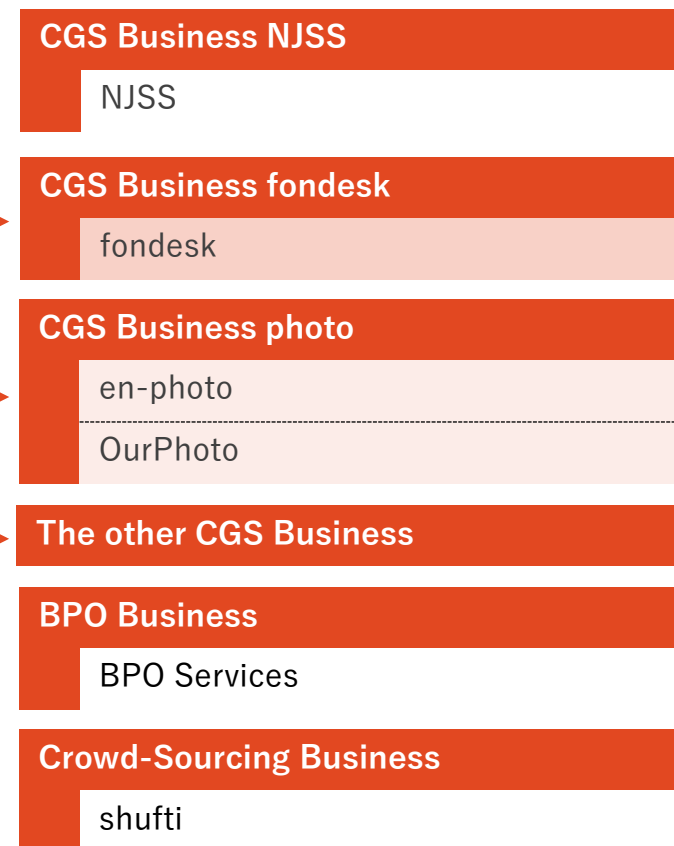 CGS Business NJSS
NJSS
CGS Business fondesk
fondesk
CGS Business photo
en-photo
OurPhoto
The other CGS Business
BPO Business
BPO Services
Crowd-Sourcing Business
shufti